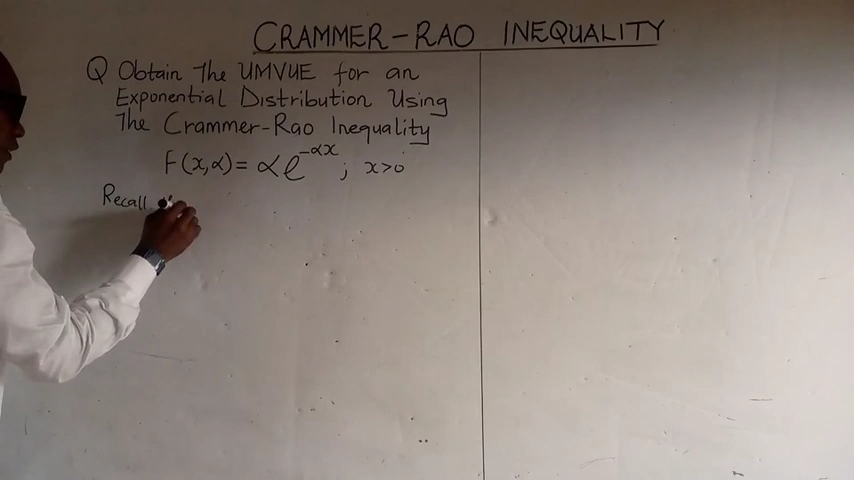 CRAMMER-RAO INEQUALITY
Q Obtain The UMVUE for an
Exponential Distribution Using
The Crammer-Rao Inequality
F(x,α)= αe^{-αx}; x>0
Recall